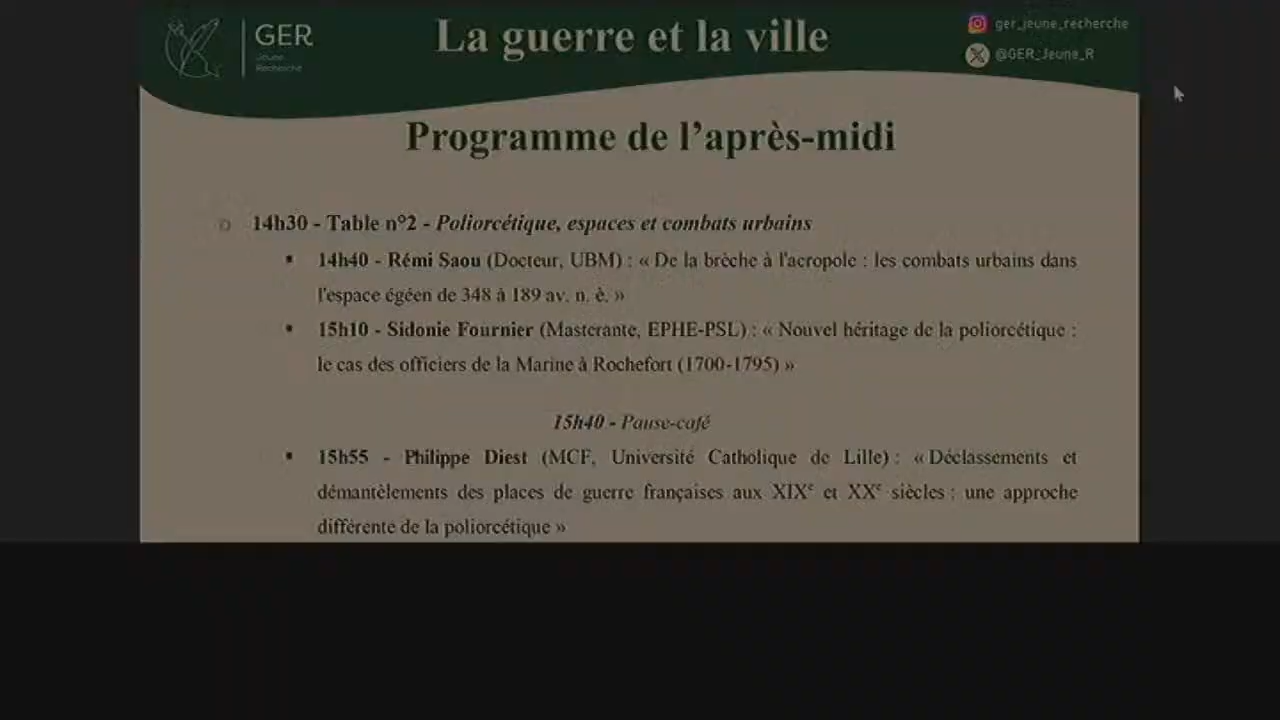 GER
Jeune
Recherche
La guerre et la ville
ger_jeune_recherche
@GER_Jeune_R
Programme de l’après-midi
14h30 - Table n°2 - Poliorcétique, espaces et combats urbains
14h40 - Rémi Saou (Docteur, UBM) : « De la brèche à l'acropole : les combats urbains dans
l'espace égéen de 348 à 189 av. n. è. »
15h10 - Sidonie Fournier (Masterante, EPHE-PSL) : « Nouvel héritage de la poliorcétique :
le cas des officiers de la Marine à Rochefort (1700-1795) »
15h40 - Pause-café
15h55 - Philippe Diest (MCF, Université Catholique de Lille) : « Déclassements et
démantèlements des places de guerre françaises aux XIXe et XXe siècles : une approche
différente de la poliorcétique »